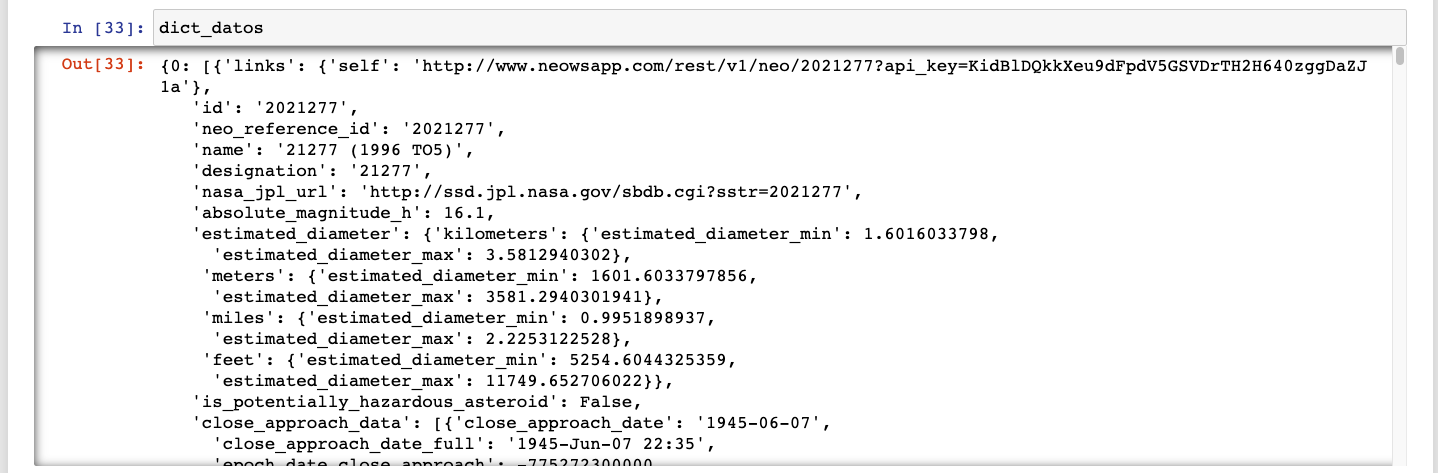 In [33]: dict_datos
Out[33]: {0: [{'links': {'self': 'http://www.neowsapp.com/rest/v1/neo/2021277?api_key=KidBlDQkkXeu9dFpdV5GSVDrTH2H640zggDaZJ
1a'},
'id': '2021277',
'neo_reference_id': '2021277',
'name': '21277 (1996 TO5)',
'designation': '21277',
'nasa_jpl_url': 'http://ssd.jpl.nasa.gov/sbdb.cgi?sstr=2021277',
'absolute_magnitude_h': 16.1,
'estimated_diameter': {'kilometers': {'estimated_diameter_min': 1.6016033798,
'estimated_diameter_max': 3.5812940302},
'meters': {'estimated_diameter_min': 1601.6033797856,
'estimated_diameter_max': 3581.2940301941},
'miles': {'estimated_diameter_min': 0.9951898937,
'estimated_diameter_max': 2.2253122528},
'feet': {'estimated_diameter_min': 5254.6044325359,
'estimated_diameter_max': 11749.652706022}},
'is_potentially_hazardous_asteroid': False,
'close_approach_data': [{'close_approach_date': '1945-06-07',
'close_approach_date_full': '1945-Jun-07 22:35',
'epoch_date_close_approach': -775272300000,